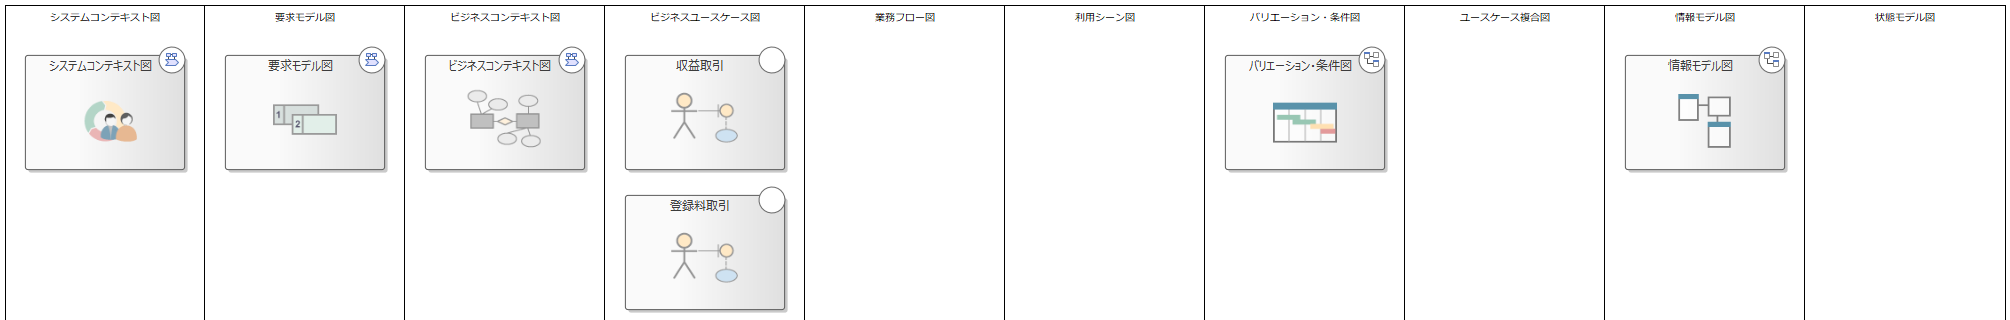 システムコンテキスト図
要求モデル図
ビジネスコンテキスト図
ビジネスユースケース図
業務フロー図
利用シーン図
バリエーション・条件図
ユースケース複合図
情報モデル図
状態モデル図
システムコンテキスト図
要求モデル図
1
2
ビジネスコンテキスト図
収益取引
登録料取引
バリエーション・条件図
情報モデル図